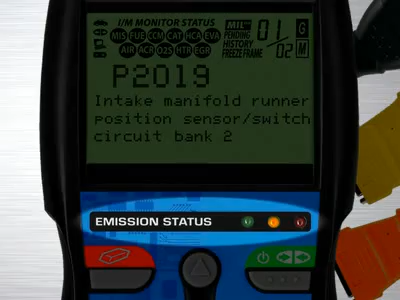 I/M MONITOR STATUS
MIL
MIS FUE CCM CAT HCA EVA
PENDING
01/02
G
AIR ACR O2S HTR EGR
HISTORY
FREEZE FRAME
M
P2019
Intake manifold runner
position sensor/switch
circuit bank 2
EMISSION STATUS